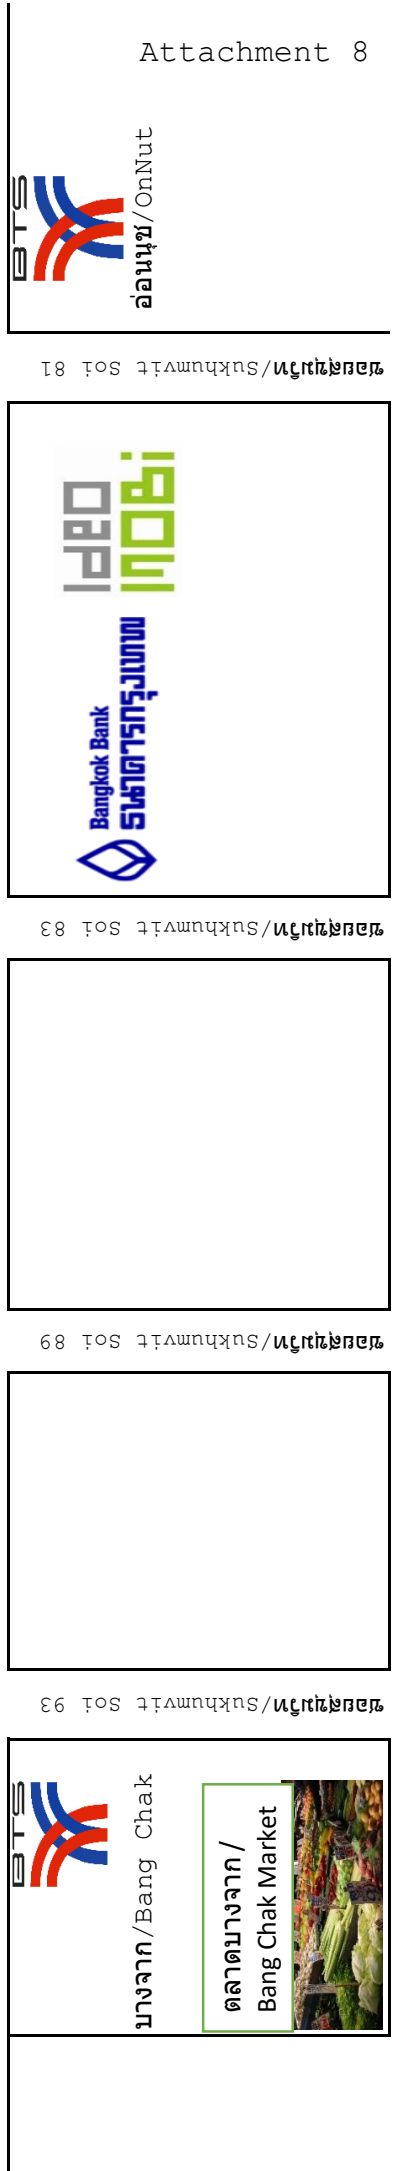 Attachment 8
BTS
อ่อนนุช/OnNut
ซอยสุขุมวิท/Sukhumvit Soi 81
Bangkok Bank
ธนาคารกรุงเทพ
ซอยสุขุมวิท/Sukhumvit Soi 83
ซอยสุขุมวิท/Sukhumvit Soi 89
ซอยสุขุมวิท/Sukhumvit Soi 93
BTS
บางจาก/Bang Chak
ตลาดบางจาก/
Bang Chak Market